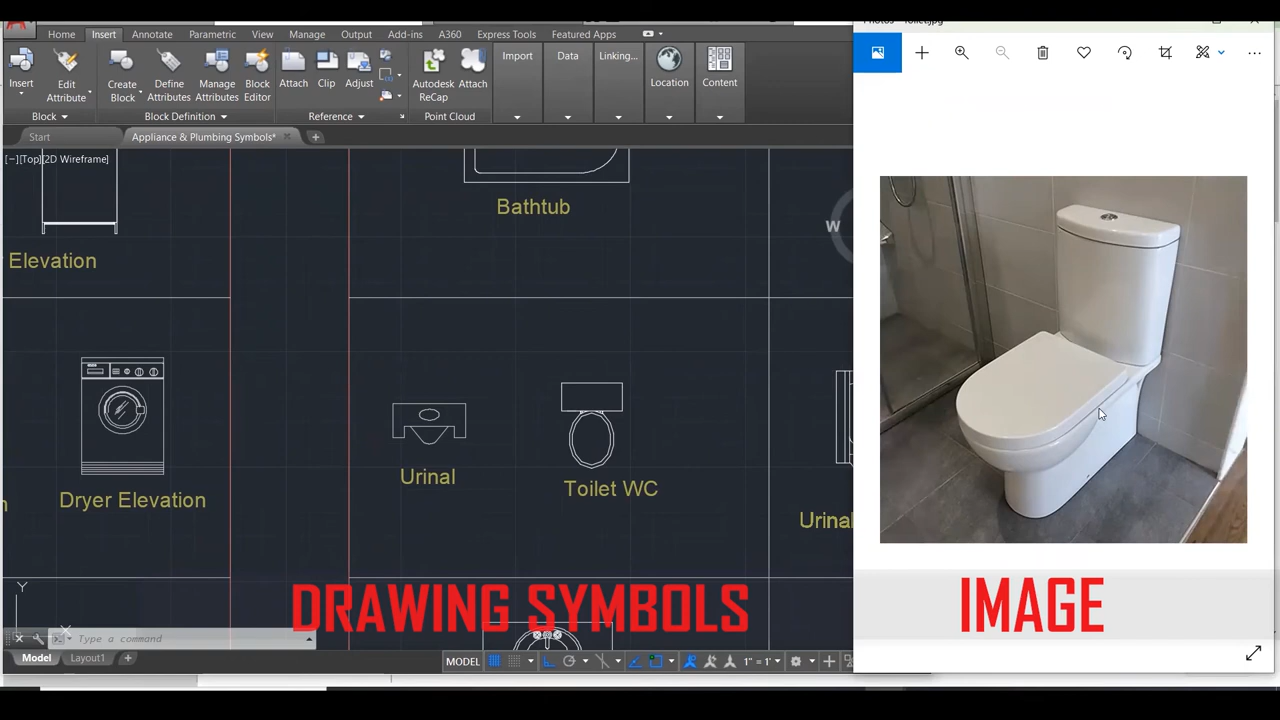 Home Insert Annotate Parametric View Manage Output Add-ins A360 Express Tools Featured Apps
Insert Edit Attribute Create Block Define Attributes Manage Attributes Block Editor Attach Clip Adjust Autodesk ReCap Attach Import Data Linking... Location Content
Block Block Definition Reference Point Cloud
Start Appliance & Plumbing Symbols*
[−][Top][2D Wireframe]
Bathtub
W
Elevation
Urinal
Toilet WC
Dryer Elevation
Urinal
Y
DRAWING SYMBOLS
IMAGE
Type a command
Model Layout1 MODEL 1" = 1'